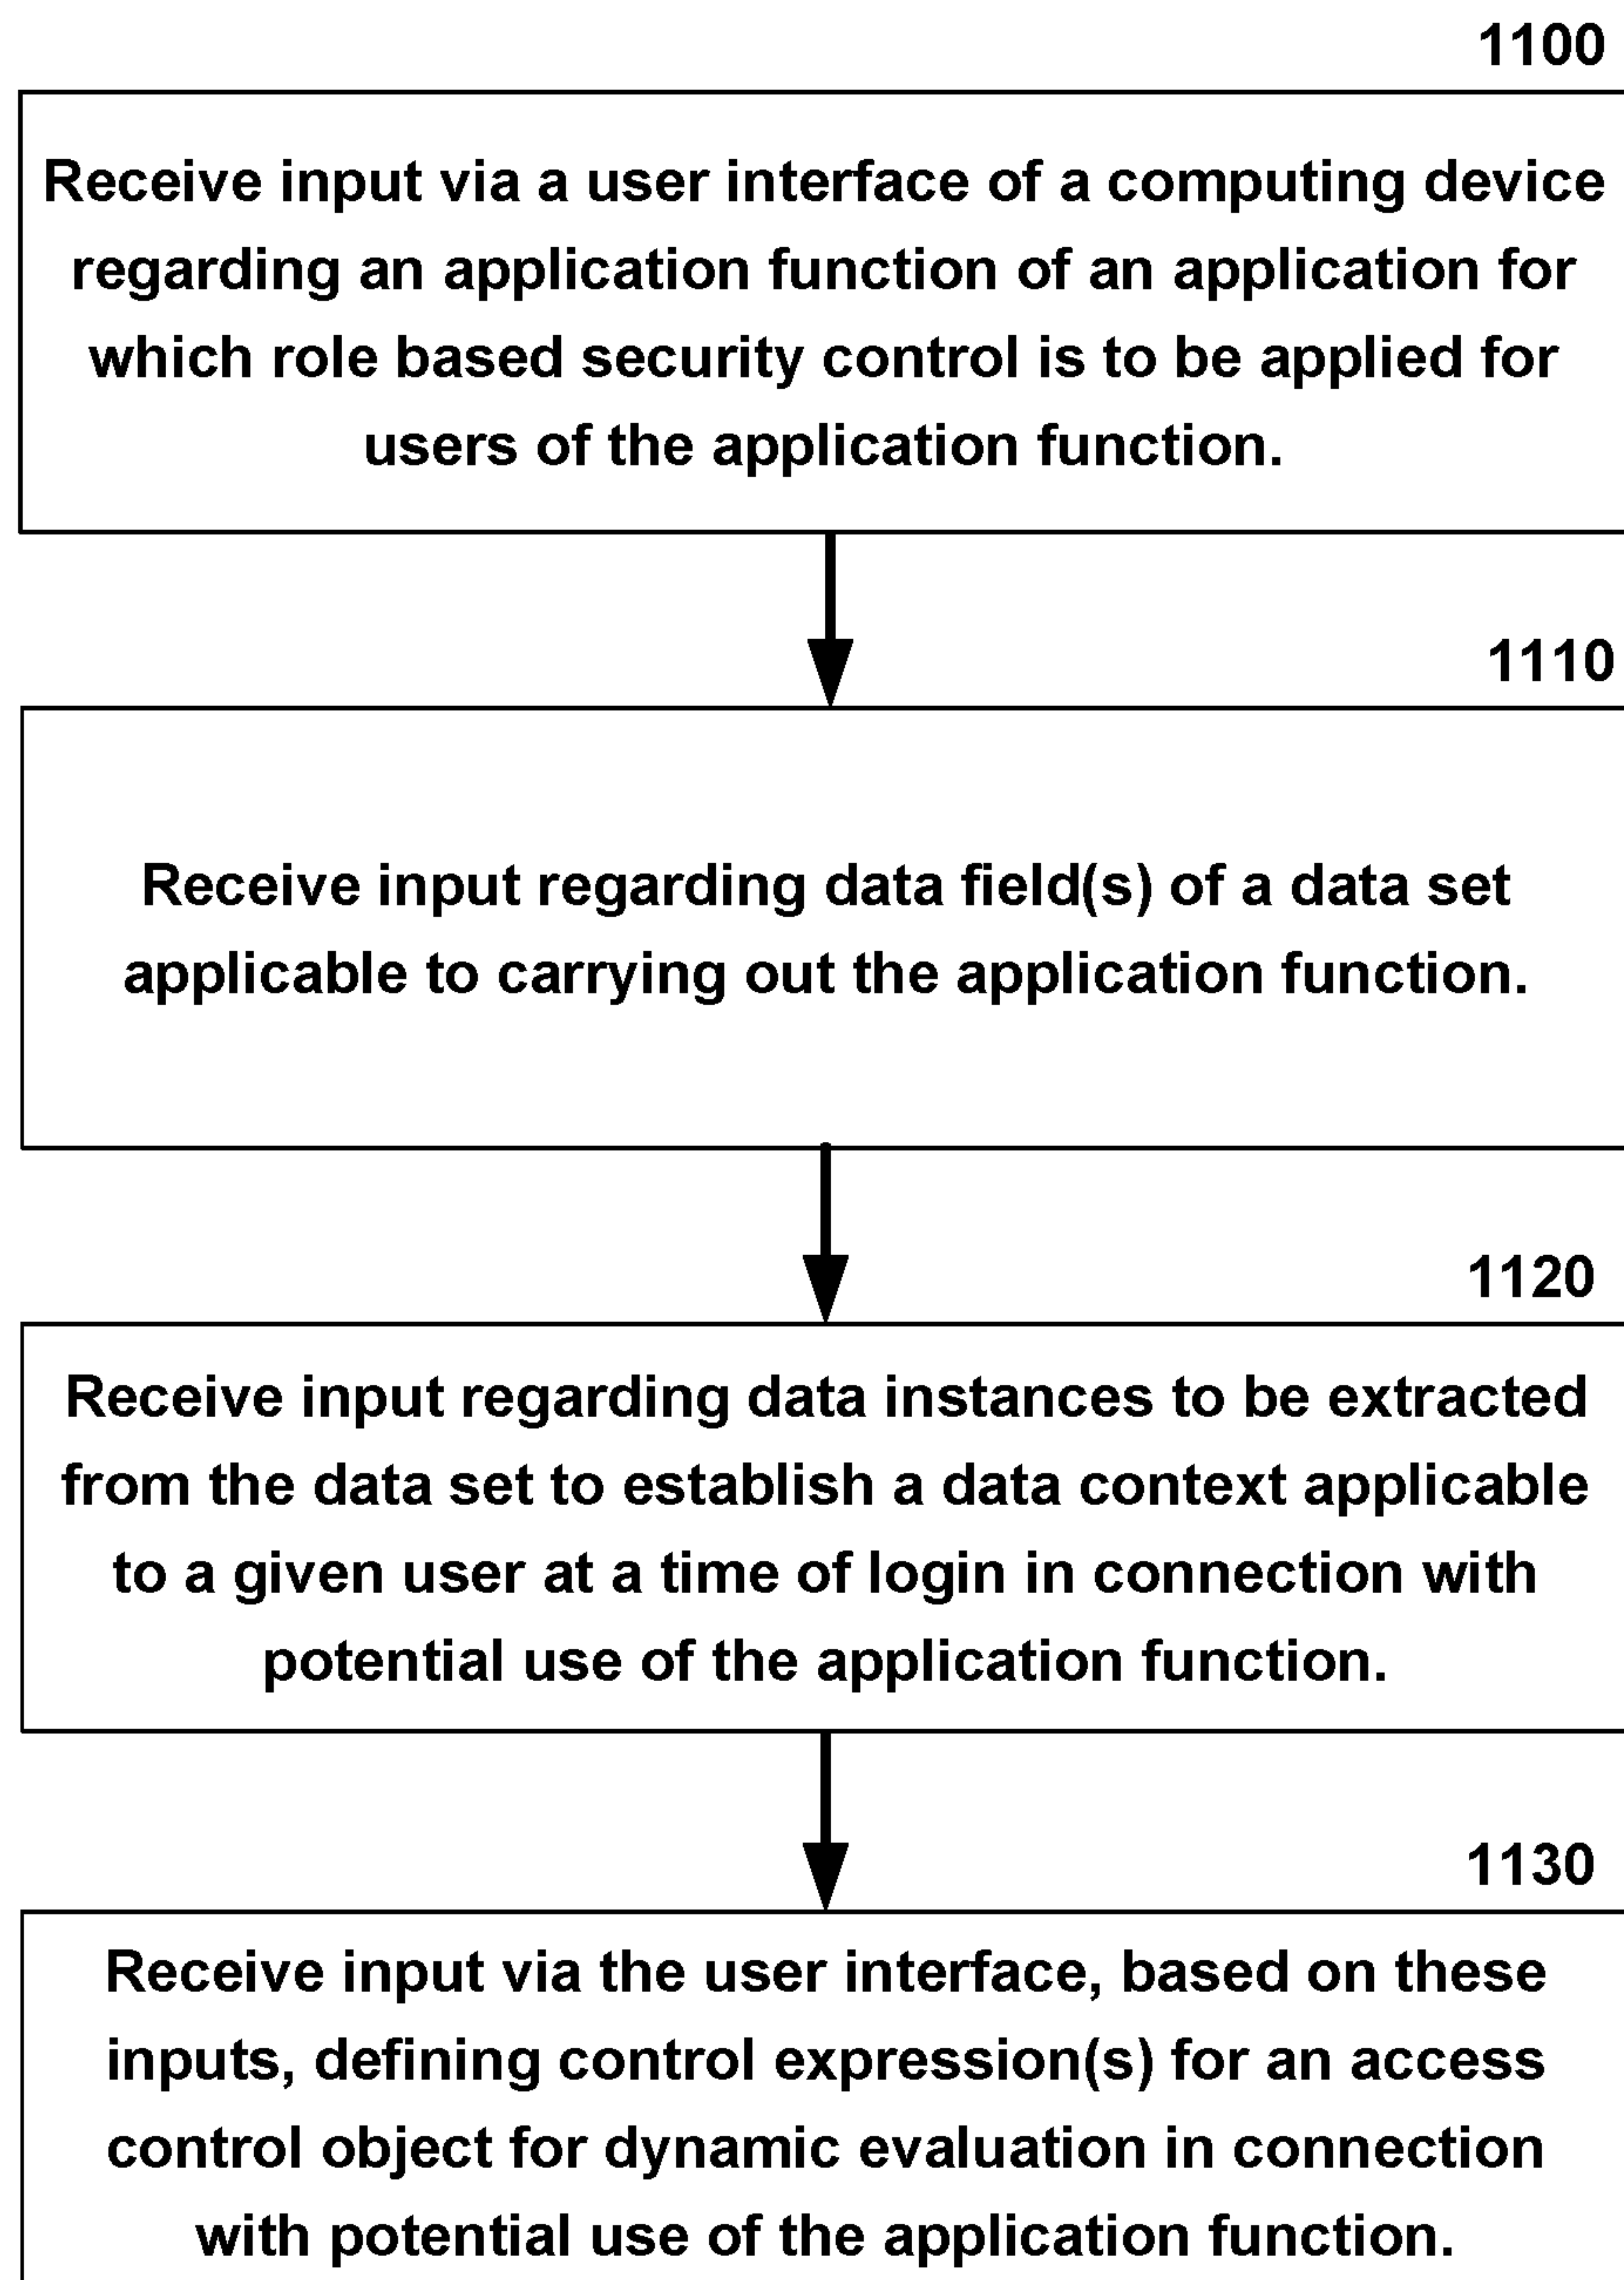 1100
Receive input via a user interface of a computing device
regarding an application function of an application for
which role based security control is to be applied for
users of the application function.
1110
Receive input regarding data field(s) of a data set
applicable to carrying out the application function.
1120
Receive input regarding data instances to be extracted
from the data set to establish a data context applicable
to a given user at a time of login in connection with
potential use of the application function.
1130
Receive input via the user interface, based on these
inputs, defining control expression(s) for an access
control object for dynamic evaluation in connection
with potential use of the application function.